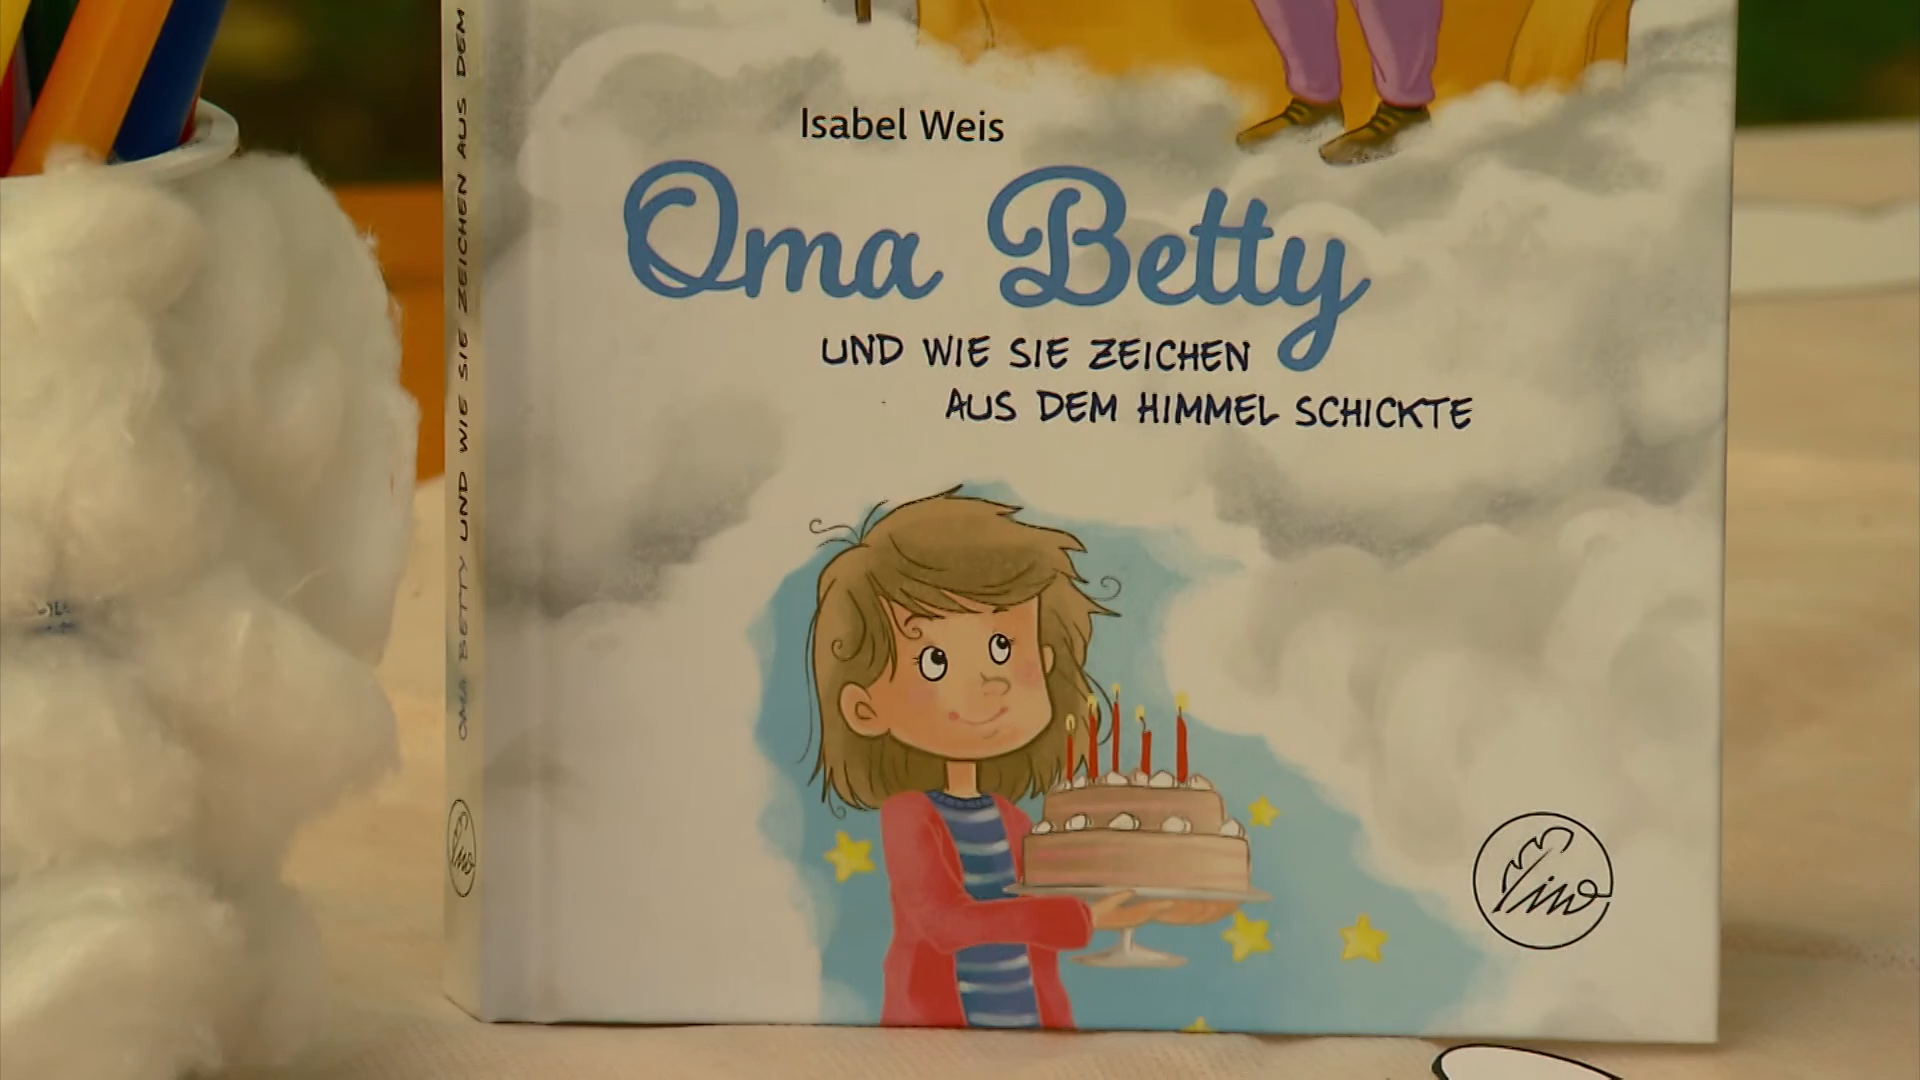 Isabel Weis
Oma Betty
UND WIE SIE ZEICHEN
AUS DEM HIMMEL SCHICKTE
OMA BETTY UND WIE SIE ZEICHEN AUS DEM